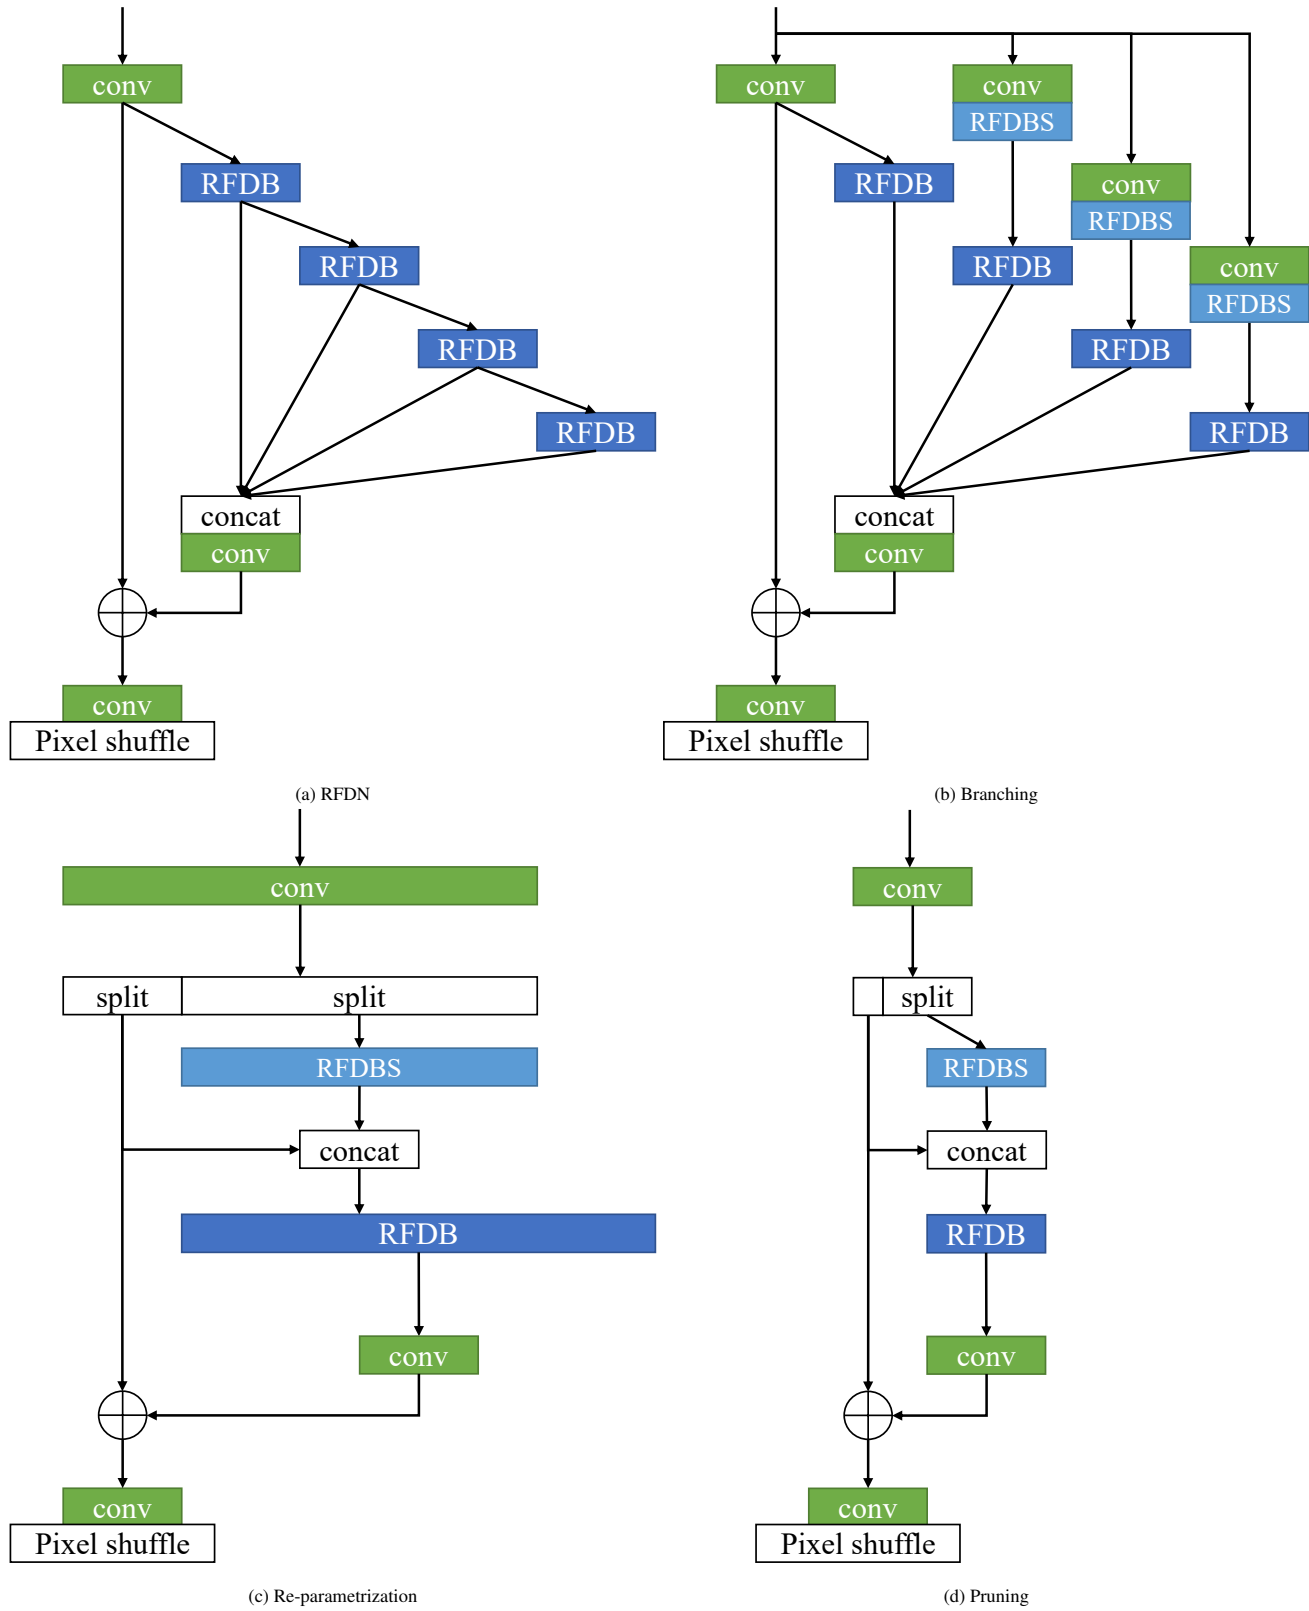 conv
RFDB
RFDB
RFDB
RFDB
concat
conv
conv
Pixel shuffle
(a) RFDN
conv
conv
RFDBS
RFDB
conv
RFDBS
RFDB
conv
RFDBS
RFDB
RFDB
concat
conv
conv
Pixel shuffle
(b) Branching
conv
split split
RFDBS
concat
RFDB
conv
conv
Pixel shuffle
(c) Re-parametrization
conv
split
RFDBS
concat
RFDB
conv
conv
Pixel shuffle
(d) Pruning